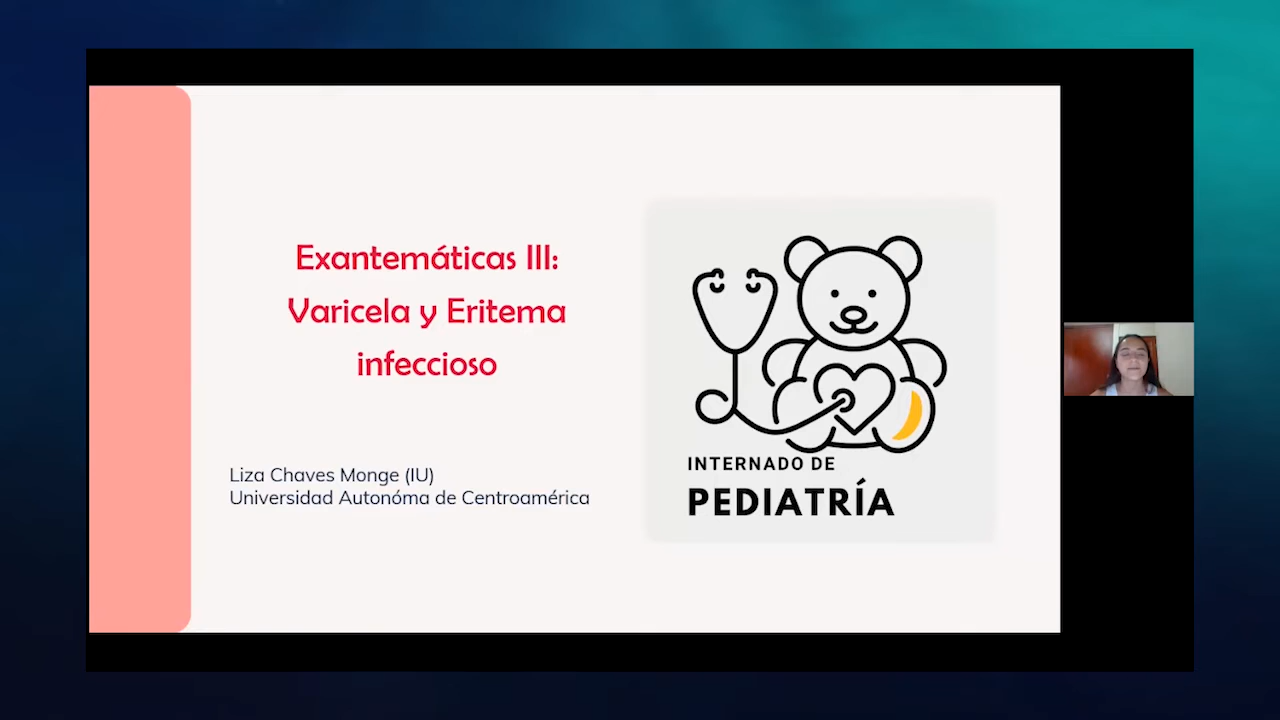 Exantemáticas III:
Varicela y Eritema
infeccioso
Liza Chaves Monge (IU)
Universidad Autonóma de Centroamérica
INTERNADO DE
PEDIATRÍA